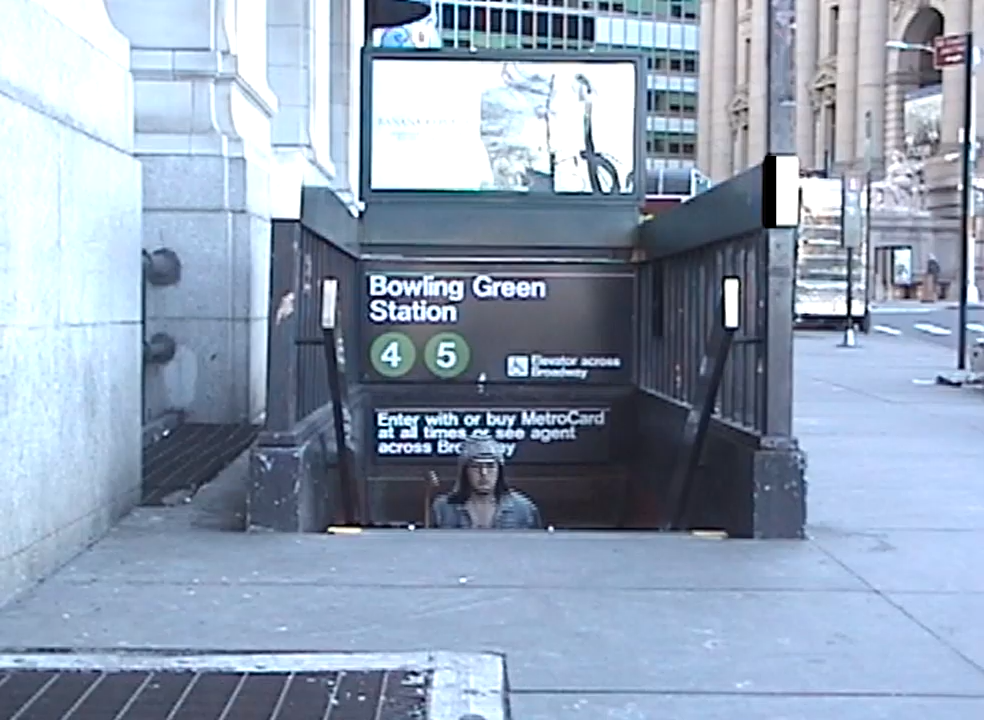 Bowling Green
Station
4 5
Elevator across
Broadway
Enter with or buy MetroCard
at all times or see agent
across Broadway